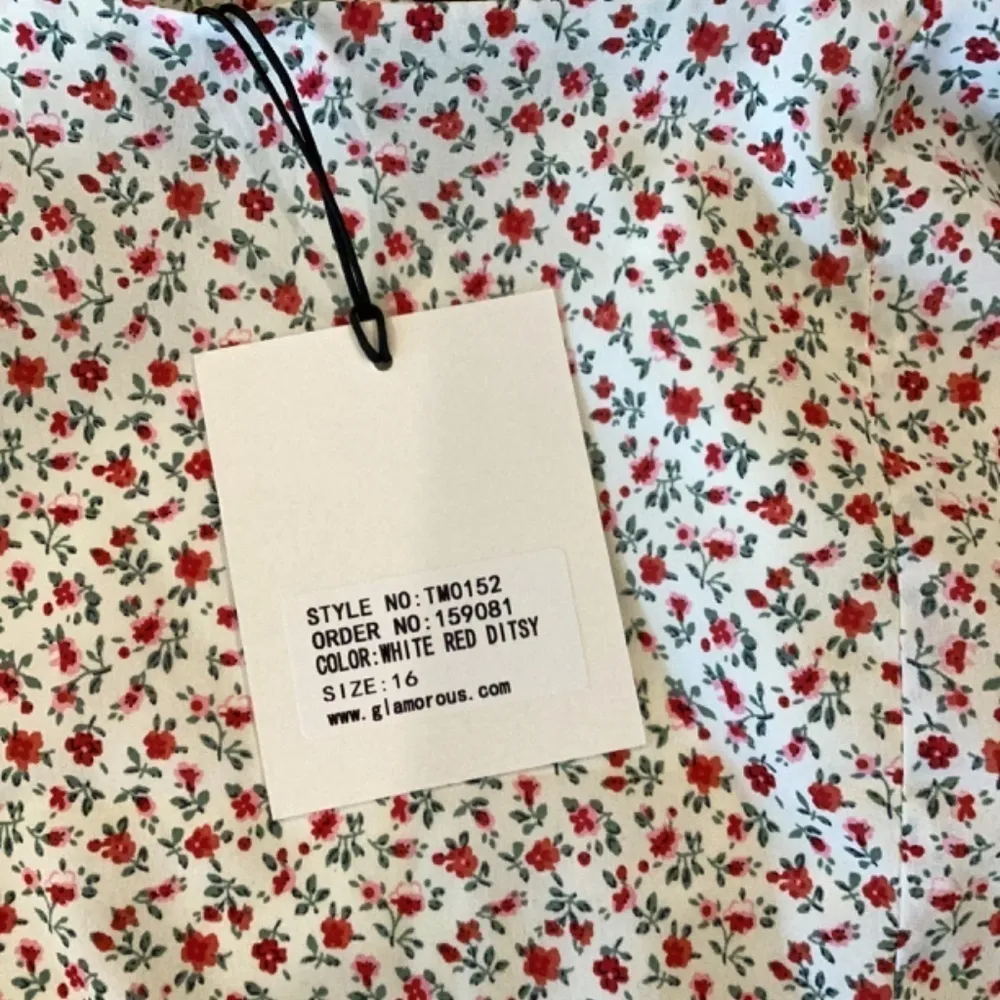 STYLE NO:TM0152
ORDER NO:159081
COLOR:WHITE RED DITSY
SIZE:16
www.glamorous.com